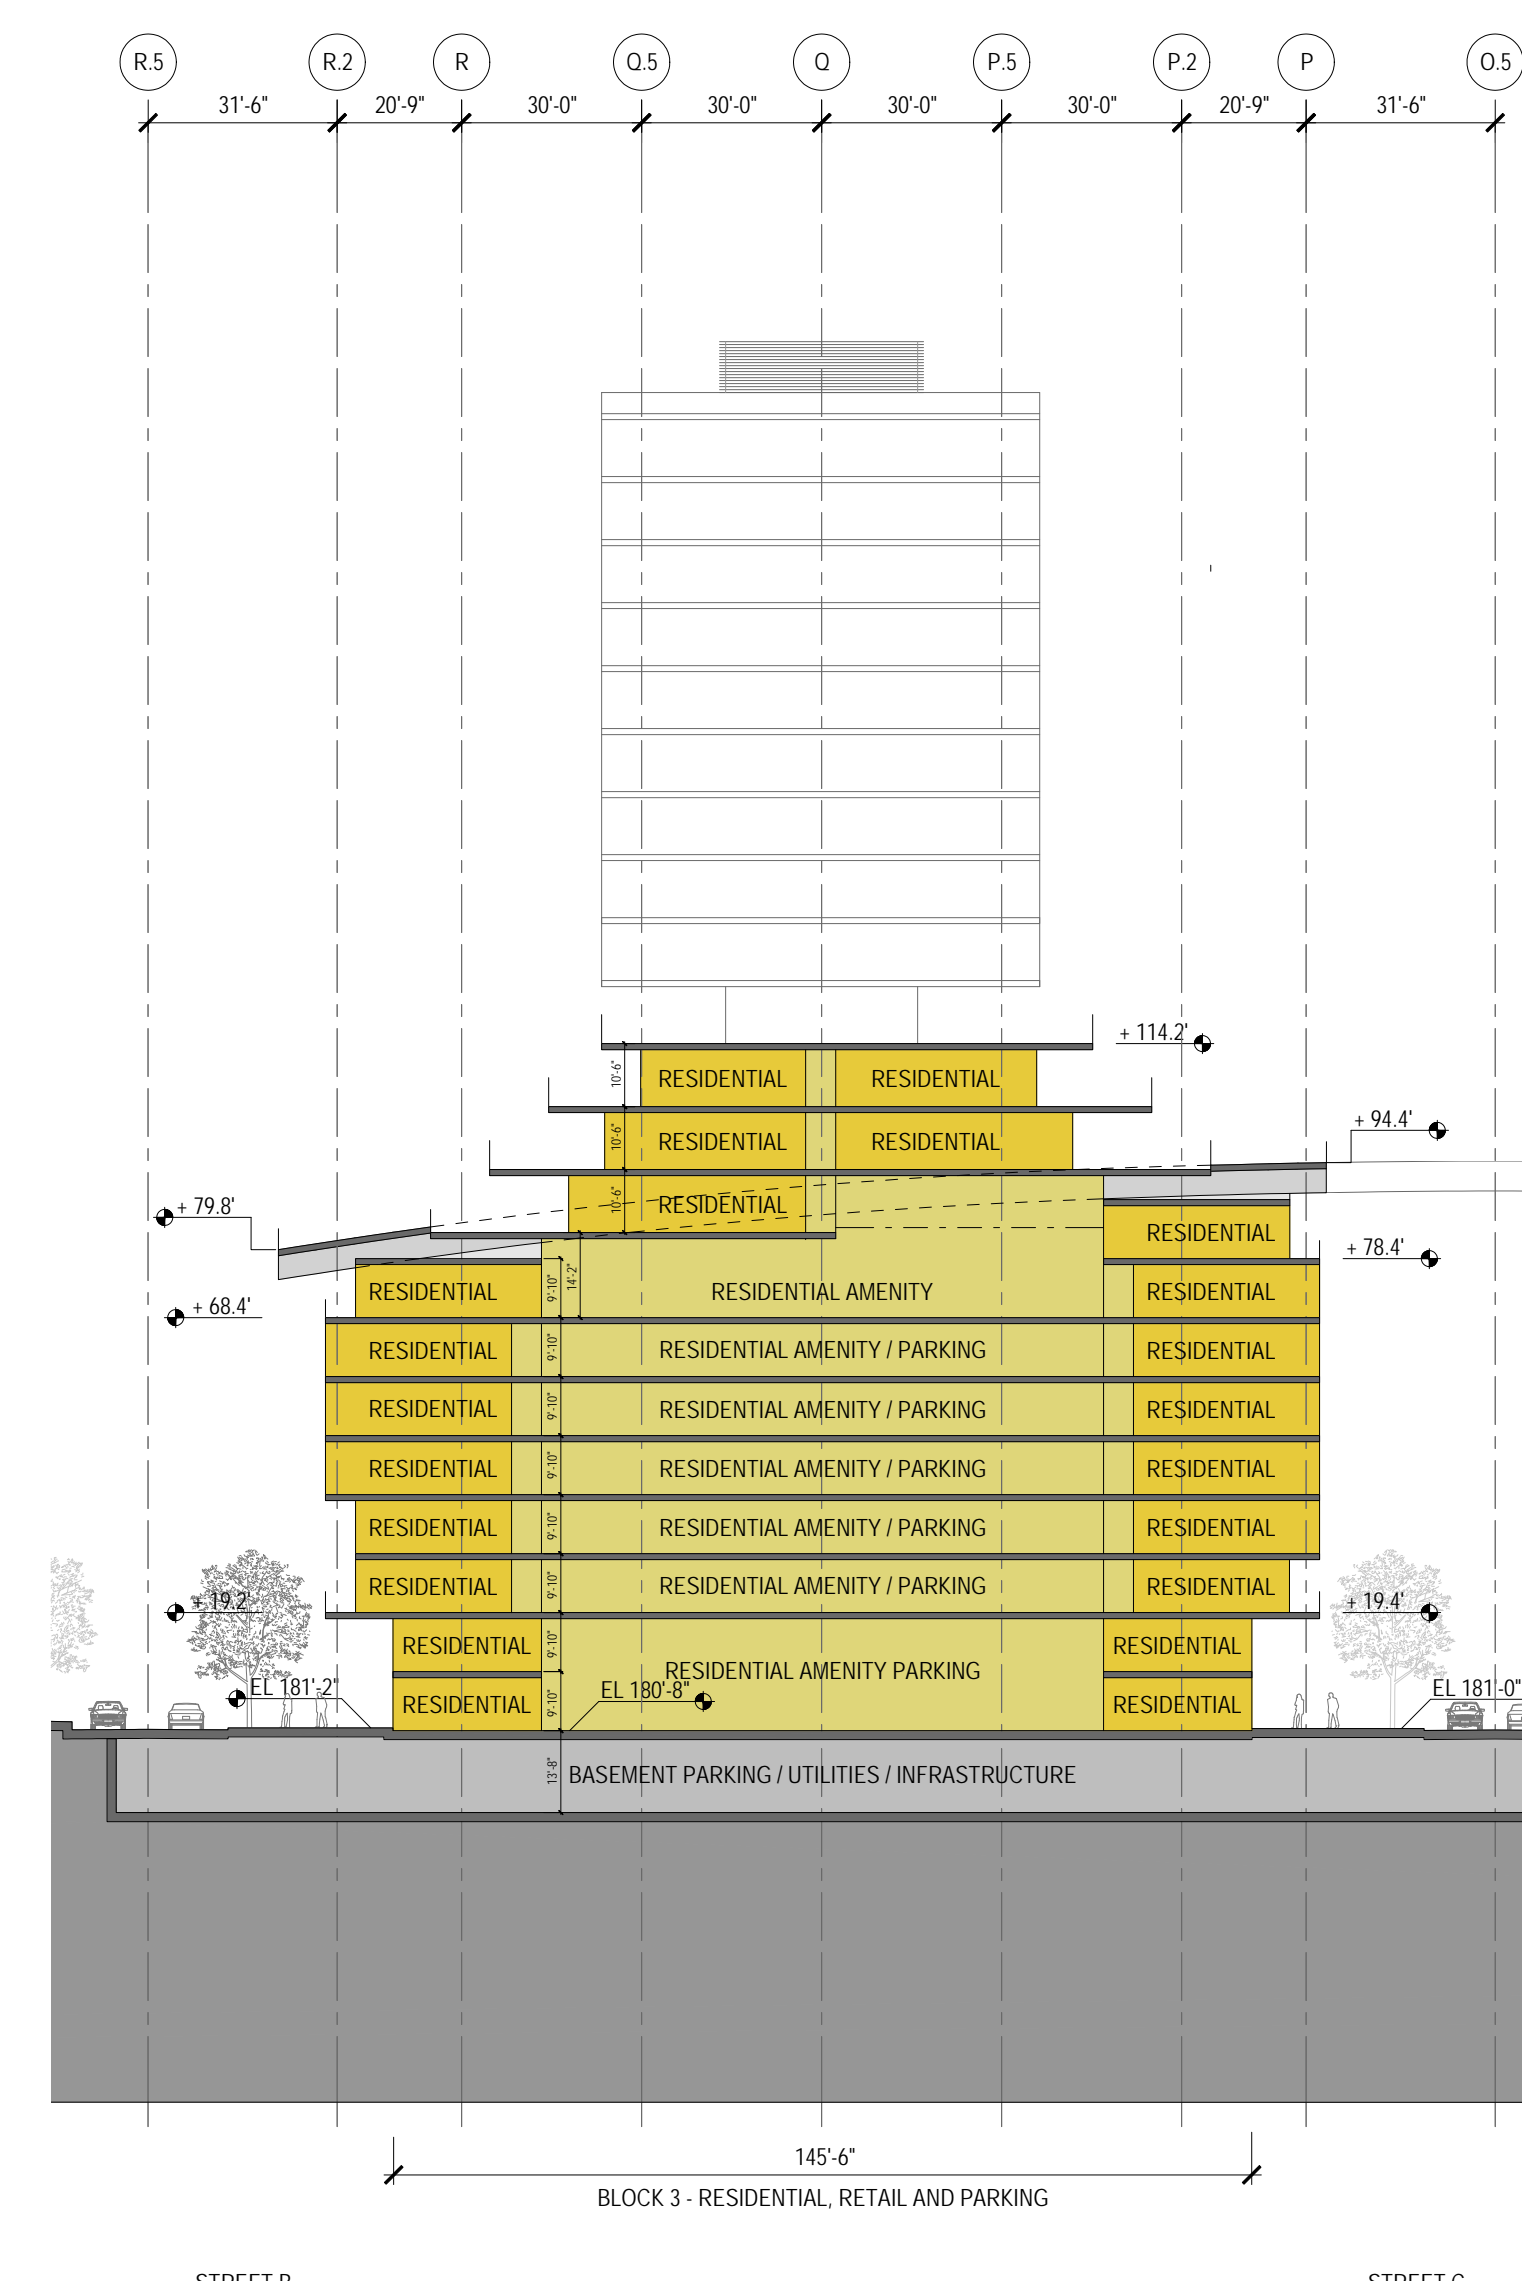 R.5 R.2 R Q.5 Q P.5 P.2 P O.5
31'-6" 20'-9" 30'-0" 30'-0" 30'-0" 30'-0" 20'-9" 31'-6"
+ 114.2'
10'-6" RESIDENTIAL RESIDENTIAL
+ 94.4'
10'-6" RESIDENTIAL RESIDENTIAL
+ 79.8'
10'-6" RESIDENTIAL
RESIDENTIAL
+ 78.4'
RESIDENTIAL 9'-10" 14'-2" RESIDENTIAL AMENITY RESIDENTIAL
+ 68.4'
RESIDENTIAL 9'-10" RESIDENTIAL AMENITY / PARKING RESIDENTIAL
RESIDENTIAL 9'-10" RESIDENTIAL AMENITY / PARKING RESIDENTIAL
RESIDENTIAL 9'-10" RESIDENTIAL AMENITY / PARKING RESIDENTIAL
RESIDENTIAL 9'-10" RESIDENTIAL AMENITY / PARKING RESIDENTIAL
RESIDENTIAL 9'-10" RESIDENTIAL AMENITY / PARKING RESIDENTIAL
+ 19.2' + 19.4'
RESIDENTIAL 9'-10" RESIDENTIAL
RESIDENTIAL AMENITY PARKING
EL 181'-2" EL 180'-8" EL 181'-0"
RESIDENTIAL 9'-10" RESIDENTIAL
13'-8" BASEMENT PARKING / UTILITIES / INFRASTRUCTURE
145'-6"
BLOCK 3 - RESIDENTIAL, RETAIL AND PARKING
STREET B STREET C